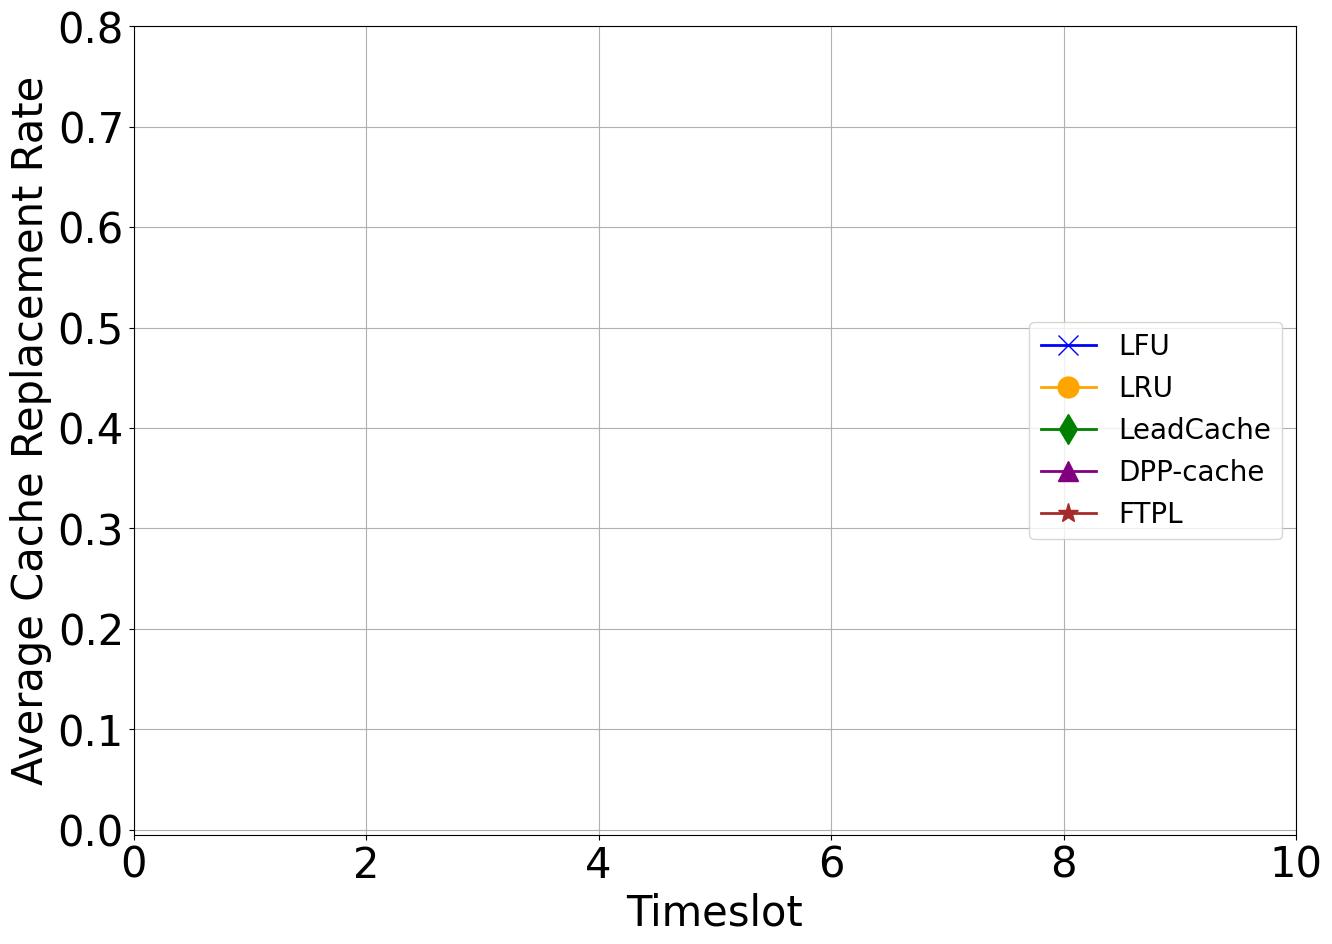 Average Cache Replacement Rate
0.8
0.7
0.6
0.5
0.4
0.3
0.2
0.1
0.0
0 2 4 6 8 10
Timeslot
LFU
LRU
LeadCache
DPP-cache
FTPL